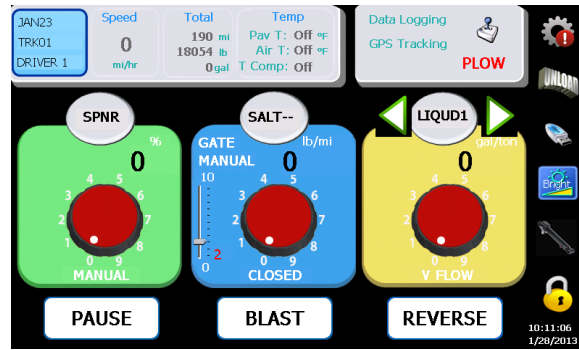 JAN23
TRK01
DRIVER 1
Speed
0
mi/hr
Total
190 mi
18054 lb
0 gal
Temp
Pav T: Off °F
Air T: Off °F
T Comp: Off
Data Logging
GPS Tracking
PLOW
UNLOAD
SPNR
%
0
0 1 2 3 4 5 6 7 8 9
MANUAL
SALT--
GATE
MANUAL
lb/mi
0
10
2
0
0 1 2 3 4 5 6 7 8 9
CLOSED
LIQUD1
gal/ton
0
0 1 2 3 4 5 6 7 8 9
V FLOW
Bright
PAUSE
BLAST
REVERSE
10:11:06
1/28/2013